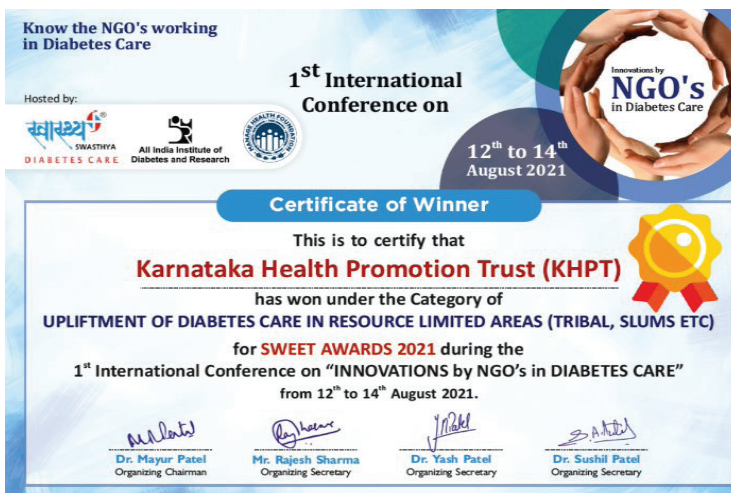 Know the NGO's working
in Diabetes Care
Hosted by:
स्वास्थ्य
SWASTHYA
DIABETES CARE
All India Institute of
Diabetes and Research
MANAGE HEALTH FOUNDATION
1st International
Conference on
Innovations by
NGO's
in Diabetes Care
12th to 14th
August 2021
Certificate of Winner
This is to certify that
Karnataka Health Promotion Trust (KHPT)
has won under the Category of
UPLIFTMENT OF DIABETES CARE IN RESOURCE LIMITED AREAS (TRIBAL, SLUMS ETC)
for SWEET AWARDS 2021 during the
1st International Conference on “INNOVATIONS by NGO’s in DIABETES CARE”
from 12th to 14th August 2021.
Dr. Mayur Patel
Organizing Chairman
Mr. Rajesh Sharma
Organizing Secretary
Dr. Yash Patel
Organizing Secretary
Dr. Sushil Patel
Organizing Secretary